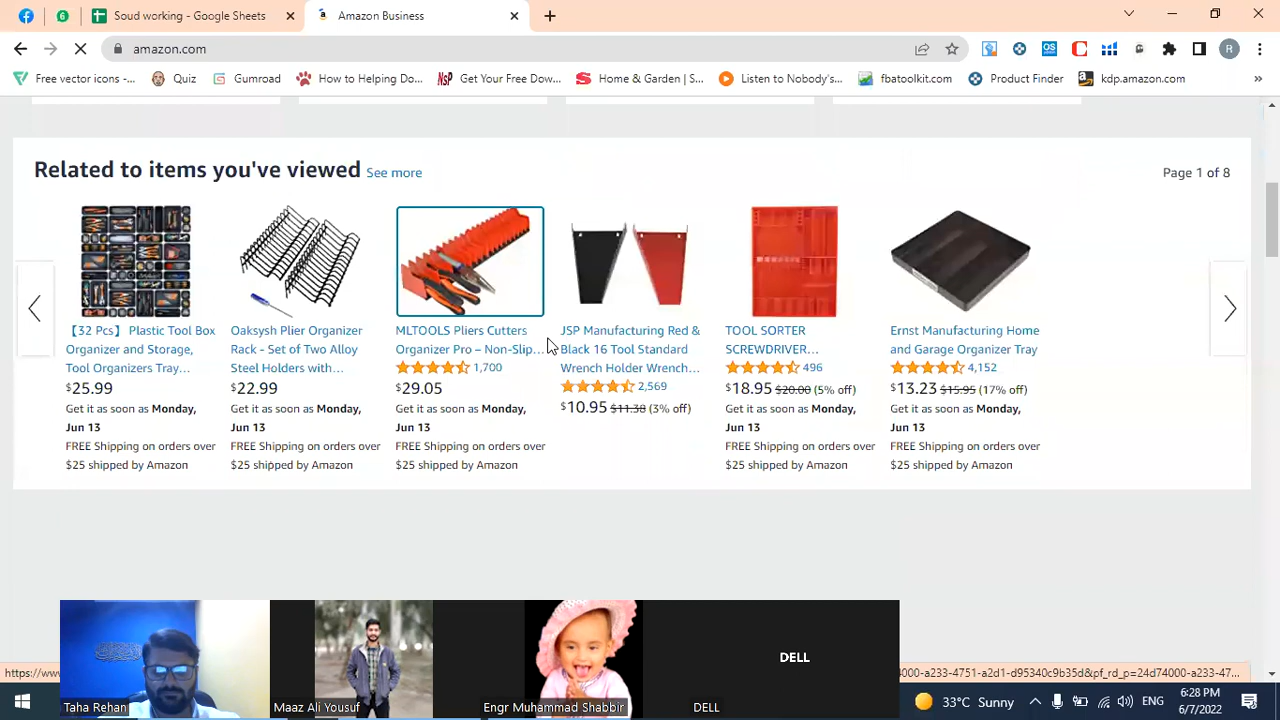 Soud working - Google Sheets
Amazon Business
amazon.com
Free vector icons -...
Quiz
Gumroad
How to Helping Do...
Get Your Free Dow...
Home & Garden | S...
Listen to Nobody's...
fbatoolkit.com
Product Finder
kdp.amazon.com
»
Related to items you've viewed See more
Page 1 of 8
【32 Pcs】 Plastic Tool Box
Organizer and Storage,
Tool Organizers Tray...
$25.99
Get it as soon as Monday,
Jun 13
FREE Shipping on orders over
$25 shipped by Amazon
Oaksysh Plier Organizer
Rack - Set of Two Alloy
Steel Holders with...
$22.99
Get it as soon as Monday,
Jun 13
FREE Shipping on orders over
$25 shipped by Amazon
MLTOOLS Pliers Cutters
Organizer Pro – Non-Slip...
1,700
$29.05
Get it as soon as Monday,
Jun 13
FREE Shipping on orders over
$25 shipped by Amazon
JSP Manufacturing Red &
Black 16 Tool Standard
Wrench Holder Wrench...
2,569
$10.95 $11.38 (3% off)
TOOL SORTER
SCREWDRIVER...
496
$18.95 $20.00 (5% off)
Get it as soon as Monday,
Jun 13
FREE Shipping on orders over
$25 shipped by Amazon
Ernst Manufacturing Home
and Garage Organizer Tray
4,152
$13.23 $15.95 (17% off)
Get it as soon as Monday,
Jun 13
FREE Shipping on orders over
$25 shipped by Amazon
DELL
Taha Rehan
Maaz Ali Yousuf
Engr Muhammad Shabbir
DELL
https://ww
000-a233-4751-a2d1-d95340c9b35d&pf_rd_p=24d74000-a233-47...
33°C Sunny
ENG
6:28 PM
6/7/2022